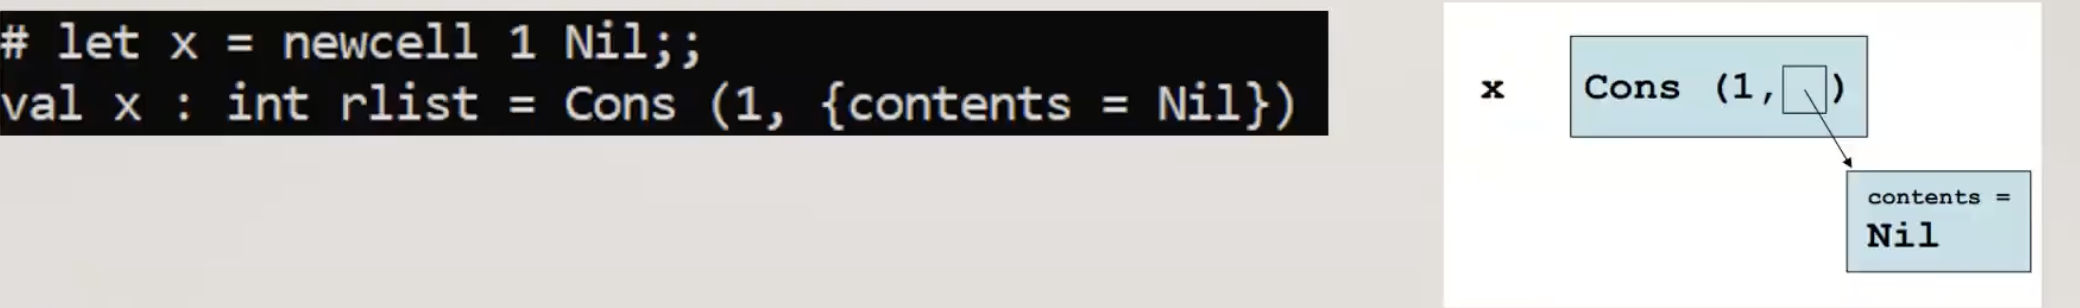 # let x = newcell 1 Nil;;
val x : int rlist = Cons (1, {contents = Nil})
x Cons (1, )
contents =
Nil